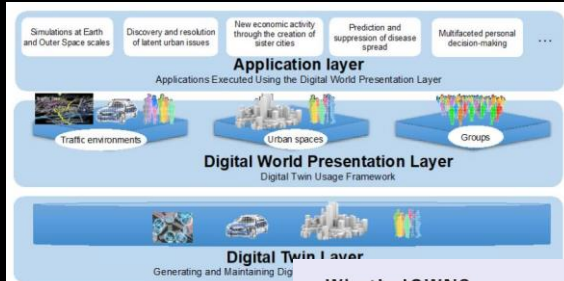 Simulations at Earth
and Outer Space scales
Discovery and resolution
of latent urban issues
New economic activity
through the creation of
sister cities
Prediction and
suppression of disease
spread
Multifaceted personal
decision-making
...
Application layer
Applications Executed Using the Digital World Presentation Layer
Traffic environments
Urban spaces
Groups
Digital World Presentation Layer
Digital Twin Usage Framework
Digital Twin Layer
Generating and Maintaining Dig